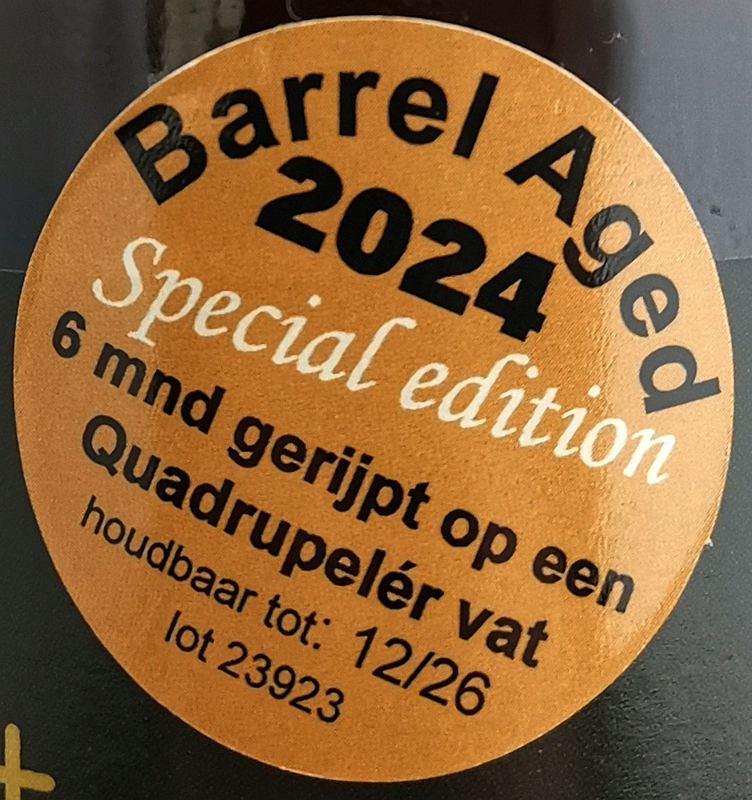 Barrel Aged
2024
Special edition
6 mnd gerijpt op een
Quadrupelér vat
houdbaar tot: 12/26
lot 23923